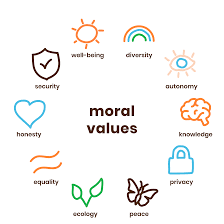 well-being
diversity
security
autonomy
moral
values
honesty
knowledge
equality
privacy
ecology
peace